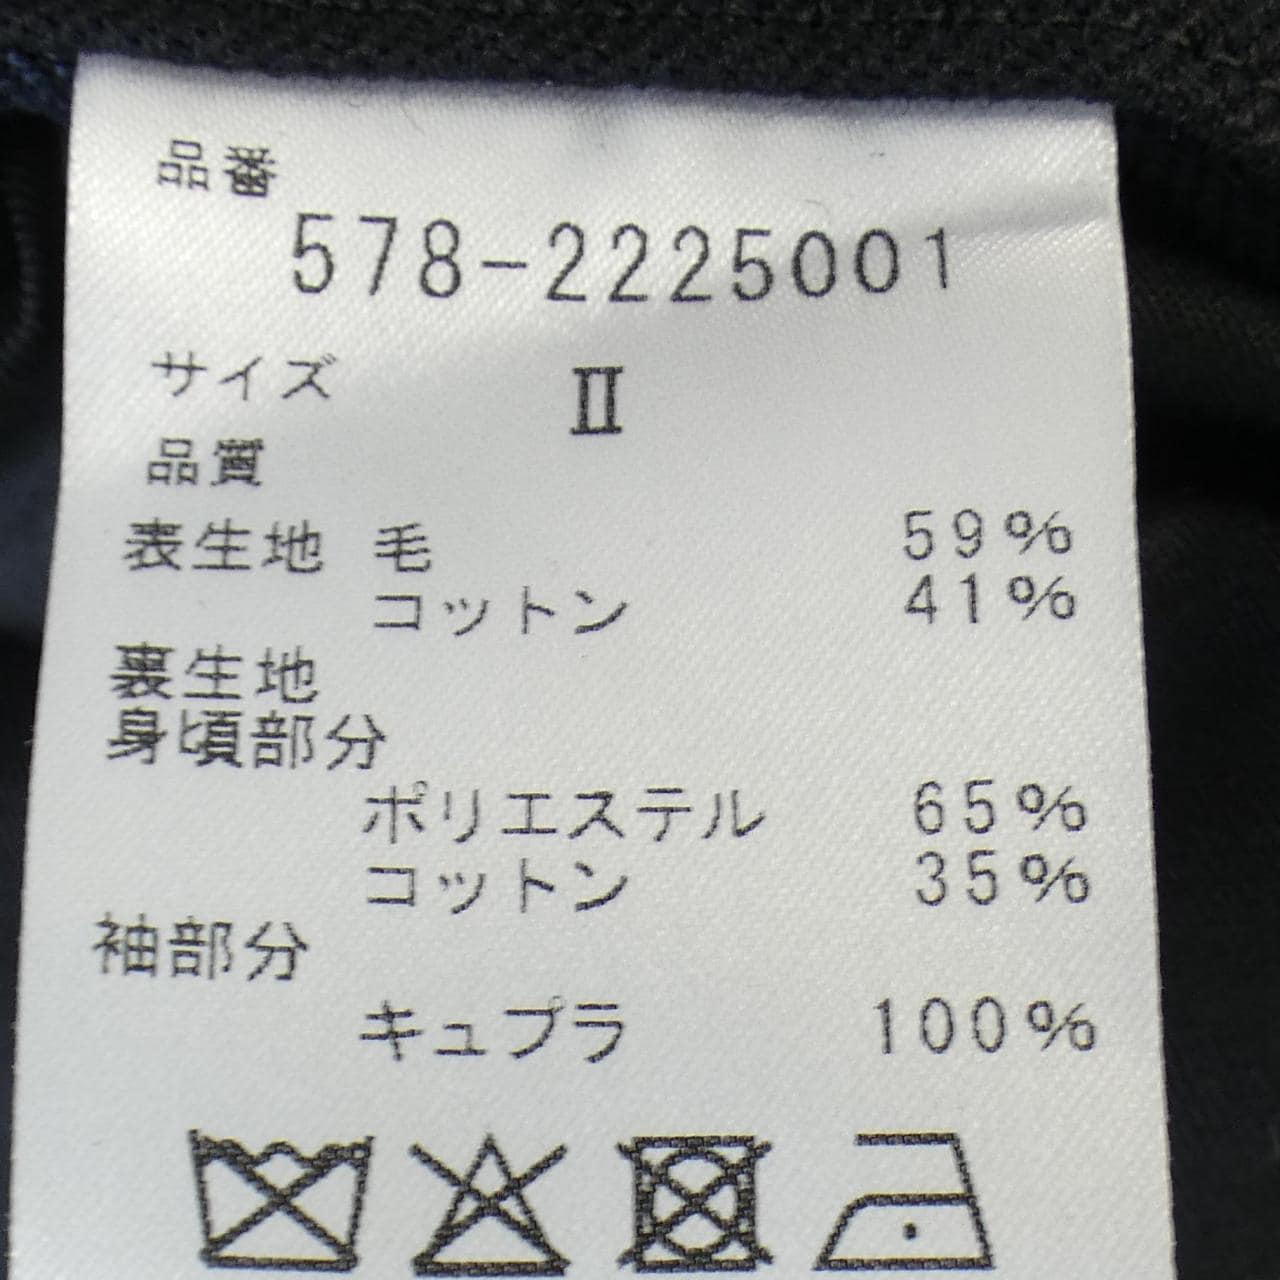 品番
578-2225001
サイズ Ⅱ
品質
表生地 毛 59%
コットン 41%
裏生地
身頃部分
ポリエステル 65%
コットン 35%
袖部分
キュプラ 100%